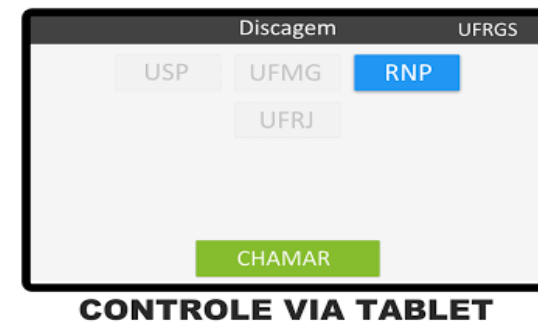 Discagem UFRGS
USP UFMG RNP
UFRJ
CHAMAR
CONTROLE VIA TABLET